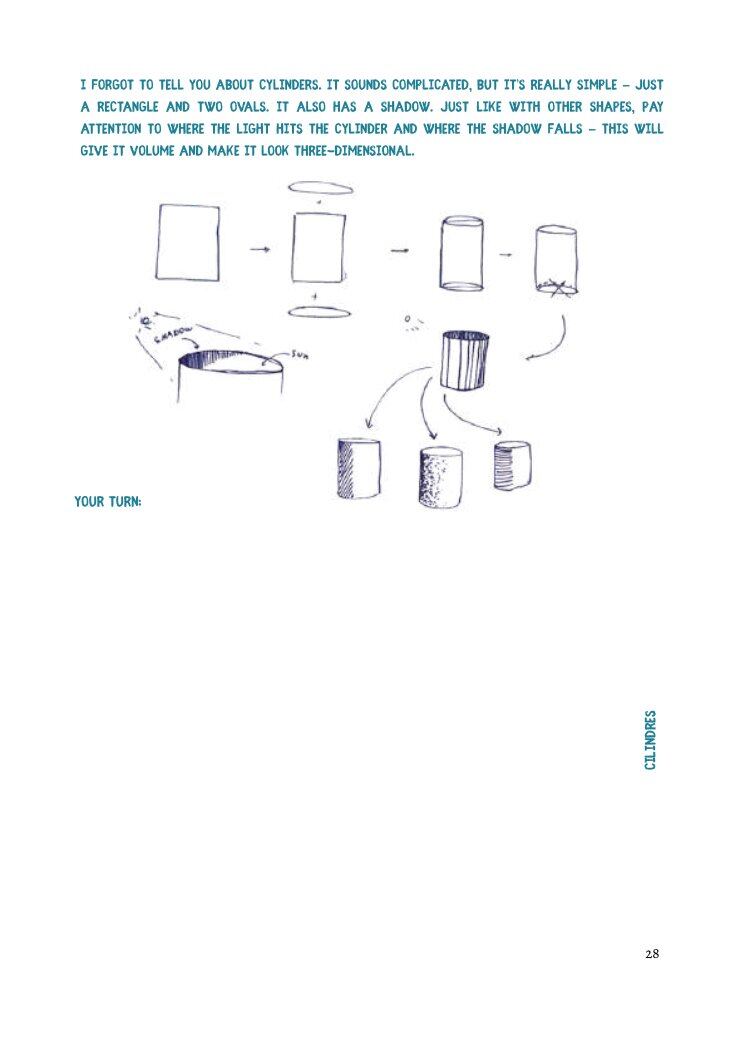 I FORGOT TO TELL YOU ABOUT CYLINDERS. IT SOUNDS COMPLICATED, BUT IT'S REALLY SIMPLE – JUST
A RECTANGLE AND TWO OVALS. IT ALSO HAS A SHADOW. JUST LIKE WITH OTHER SHAPES, PAY
ATTENTION TO WHERE THE LIGHT HITS THE CYLINDER AND WHERE THE SHADOW FALLS – THIS WILL
GIVE IT VOLUME AND MAKE IT LOOK THREE-DIMENSIONAL.
+
+
SHADOW
SUN
YOUR TURN:
CILINDRES
28